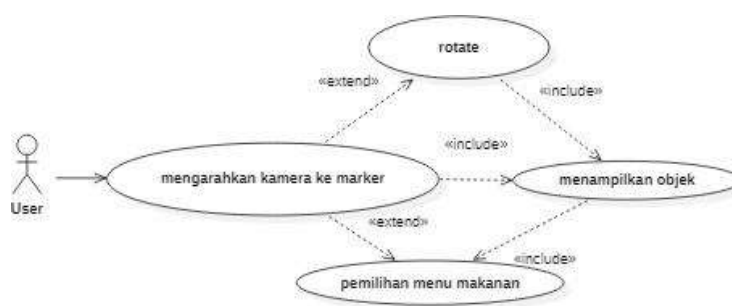 rotate
«extend»
«include»
«include»
mengarahkan kamera ke marker
menampilkan objek
User
«extend»
«include»
pemilihan menu makanan